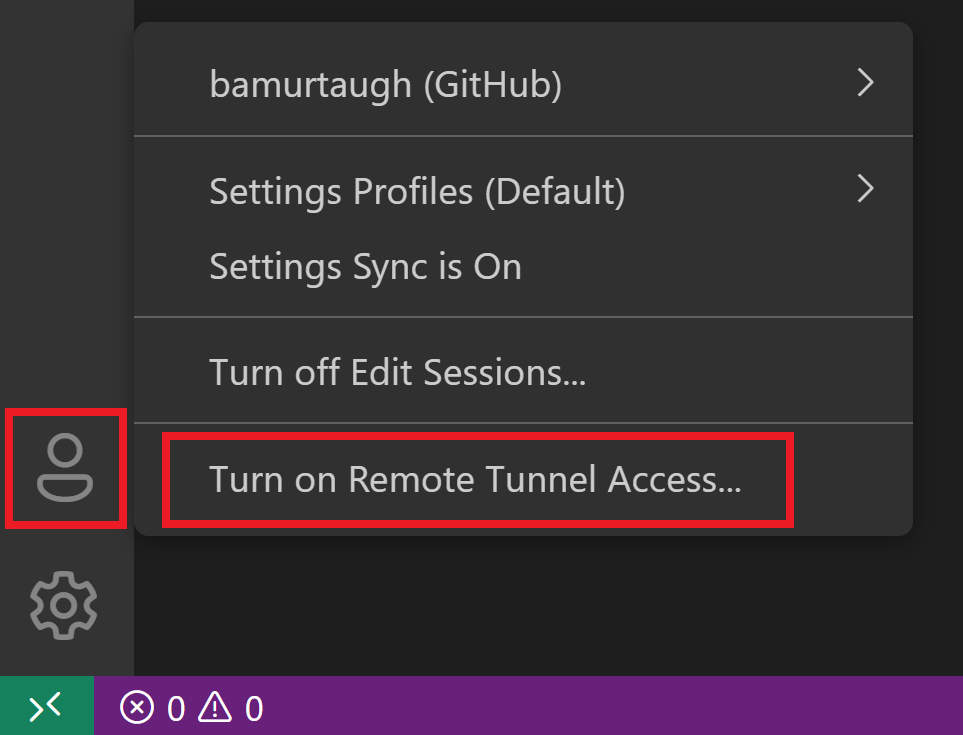 bamurtaugh (GitHub)
Settings Profiles (Default)
Settings Sync is On
Turn off Edit Sessions...
Turn on Remote Tunnel Access...
0 0